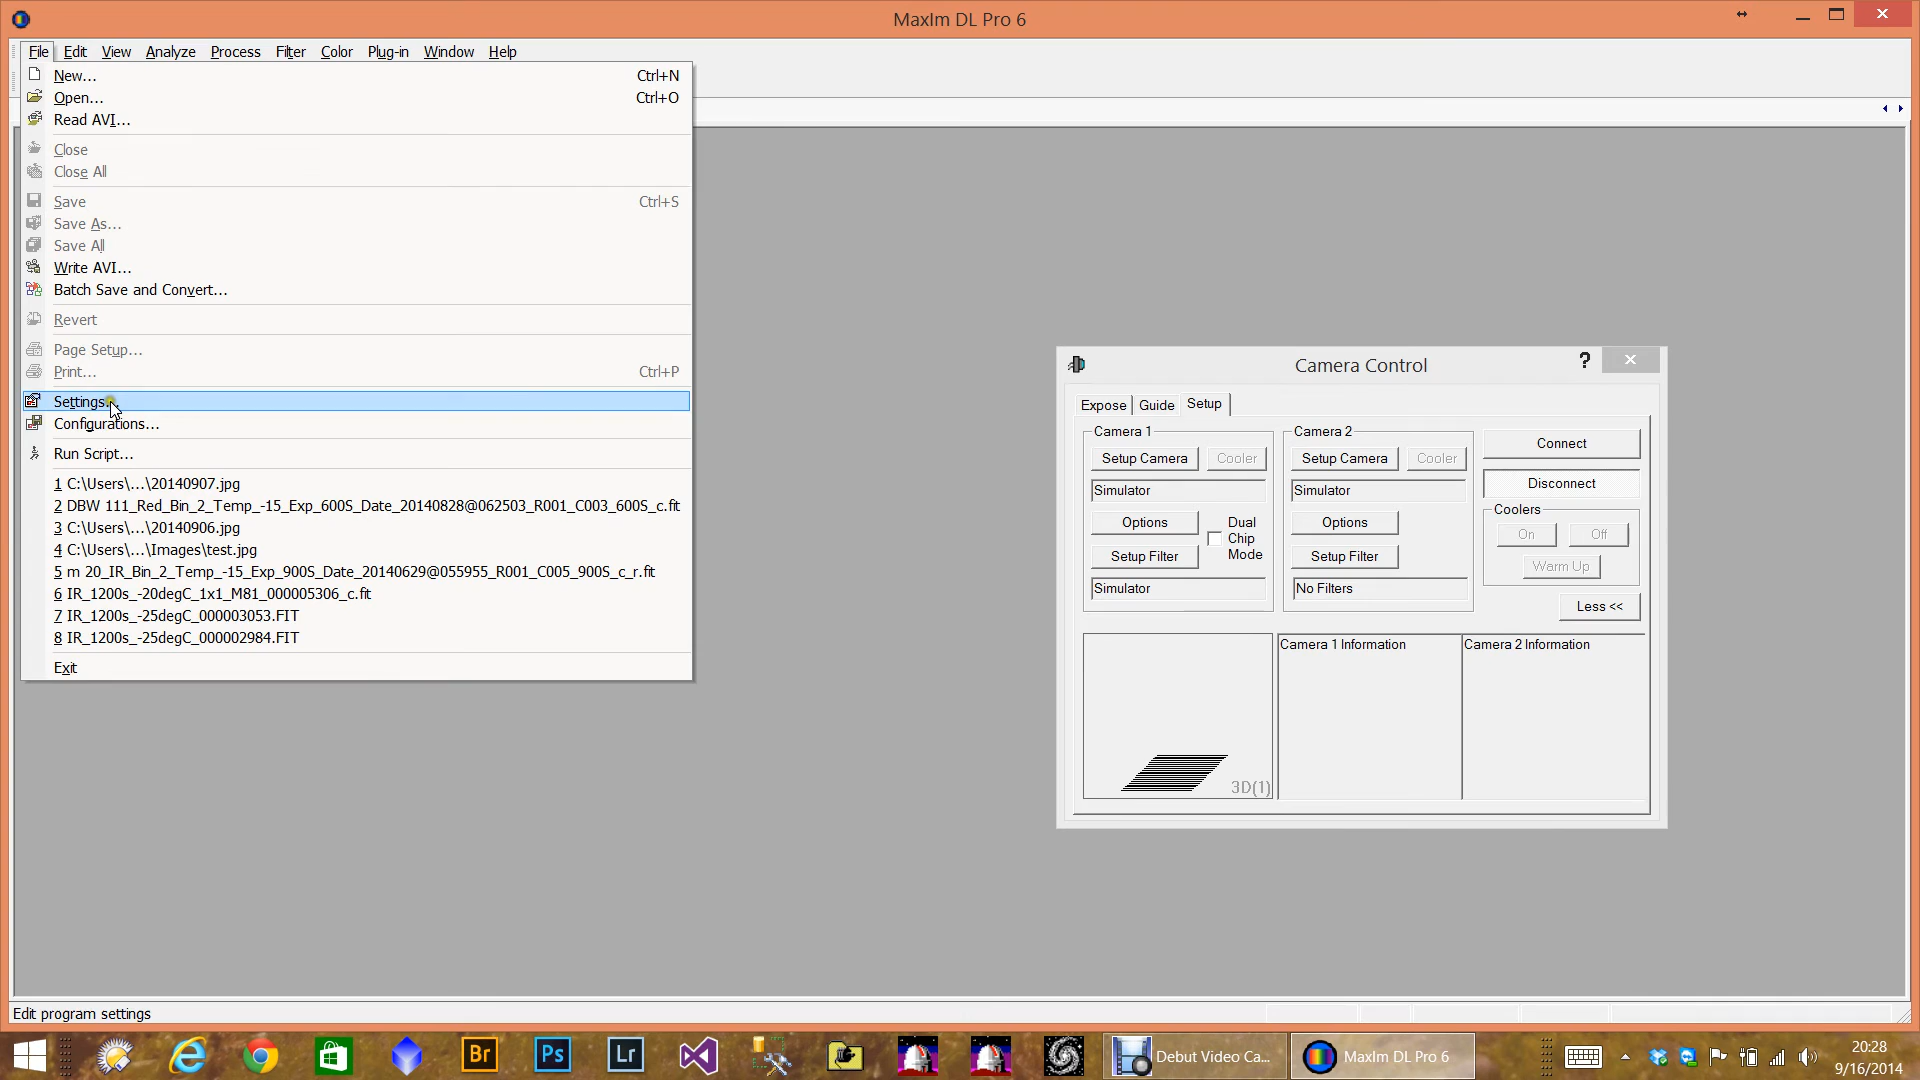 MaxIm DL Pro 6
File Edit View Analyze Process Filter Color Plug-in Window Help
New... Ctrl+N
Open... Ctrl+O
Read AVI...
Close
Close All
Save Ctrl+S
Save As...
Save All
Write AVI...
Batch Save and Convert...
Revert
Page Setup...
Print... Ctrl+P
Settings...
Configurations...
Run Script...
1 C:\Users\...\20140907.jpg
2 DBW 111_Red_Bin_2_Temp_-15_Exp_600S_Date_20140828@062503_R001_C003_600S_c.fit
3 C:\Users\...\20140906.jpg
4 C:\Users\...\Images\test.jpg
5 m 20_IR_Bin_2_Temp_-15_Exp_900S_Date_20140629@055955_R001_C005_900S_c_r.fit
6 IR_1200s_-20degC_1x1_M81_000005306_c.fit
7 IR_1200s_-25degC_000003053.FIT
8 IR_1200s_-25degC_000002984.FIT
Exit
Camera Control ?
Expose Guide Setup
Camera 1 Camera 2
Setup Camera Cooler Setup Camera Cooler Connect
Simulator Simulator Disconnect
Options Dual Chip Mode Options Coolers
On Off
Setup Filter Setup Filter Warm Up
Simulator No Filters
Less <<
Camera 1 Information Camera 2 Information
3D(1)
Edit program settings
Br Ps Lr Debut Video Ca... MaxIm DL Pro 6
20:28
9/16/2014